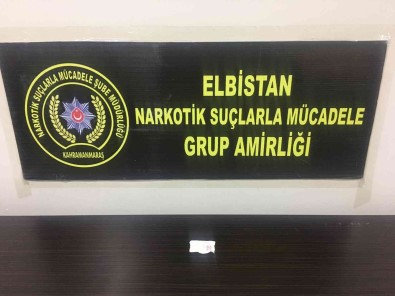 NARKOTİK SUÇLARLA MÜCADELE ŞUBE MÜDÜRLÜĞÜ
KAHRAMANMARAŞ
ELBİSTAN
NARKOTİK SUÇLARLA MÜCADELE
GRUP AMİRLİĞİ